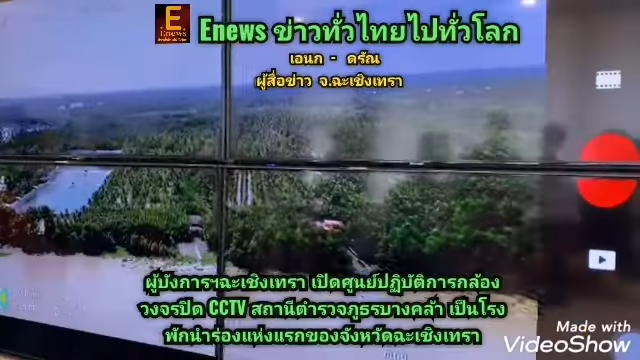 E
Enews
Enews ข่าวทั่วไทยไปทั่วโลก
เอนก - ดรัณ
ผู้สื่อข่าว จ.ฉะเชิงเทรา
ผู้บังการฯฉะเชิงเทรา เปิดศูนย์ปฏิบัติการกล้อง
วงจรปิด CCTV สถานีตำรวจภูธรบางคล้า เป็นโรง
พักนำร่องแห่งแรกของจังหวัดฉะเชิงเทรา
Made with
VideoShow